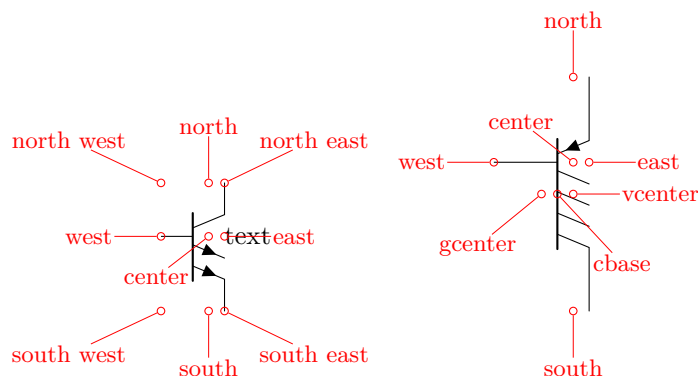 north west
north
north east
west
text
east
center
south west
south
south east
north
center
west
east
vcenter
gcenter
cbase
south